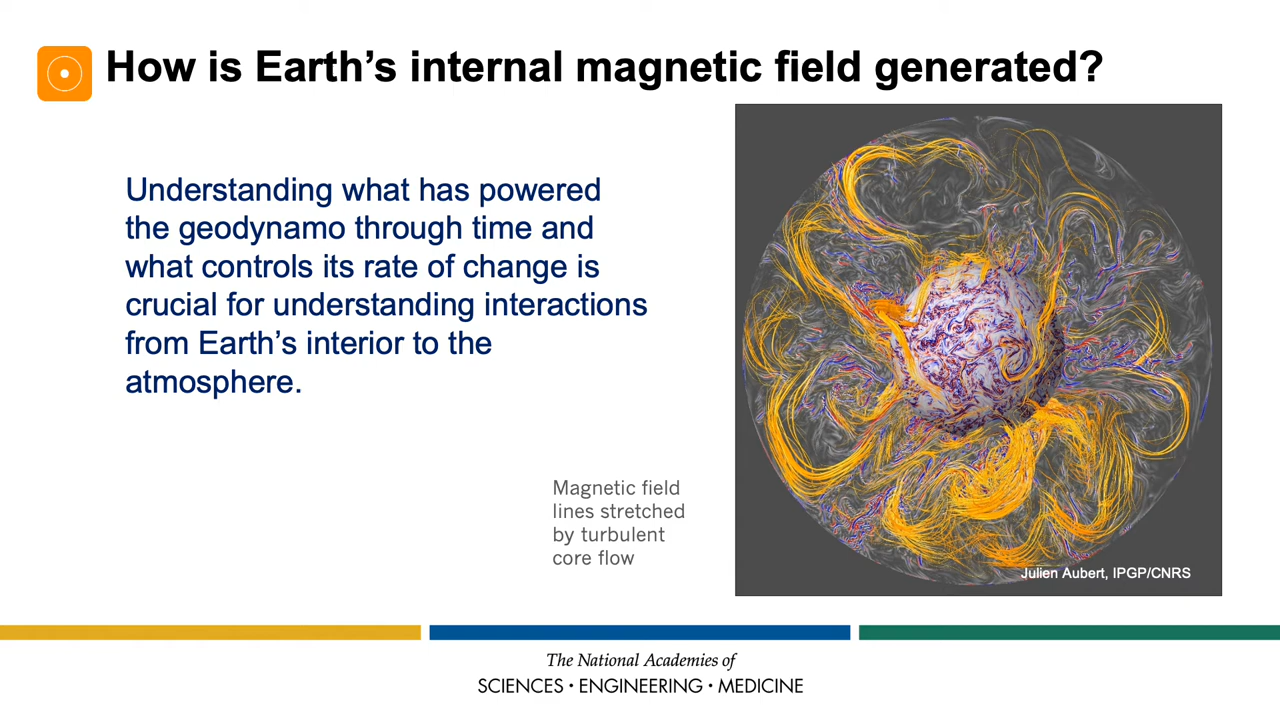 How is Earth’s internal magnetic field generated?
Understanding what has powered
the geodynamo through time and
what controls its rate of change is
crucial for understanding interactions
from Earth’s interior to the
atmosphere.
Magnetic field
lines stretched
by turbulent
core flow
Julien Aubert, IPGP/CNRS
The National Academies of
SCIENCES · ENGINEERING · MEDICINE